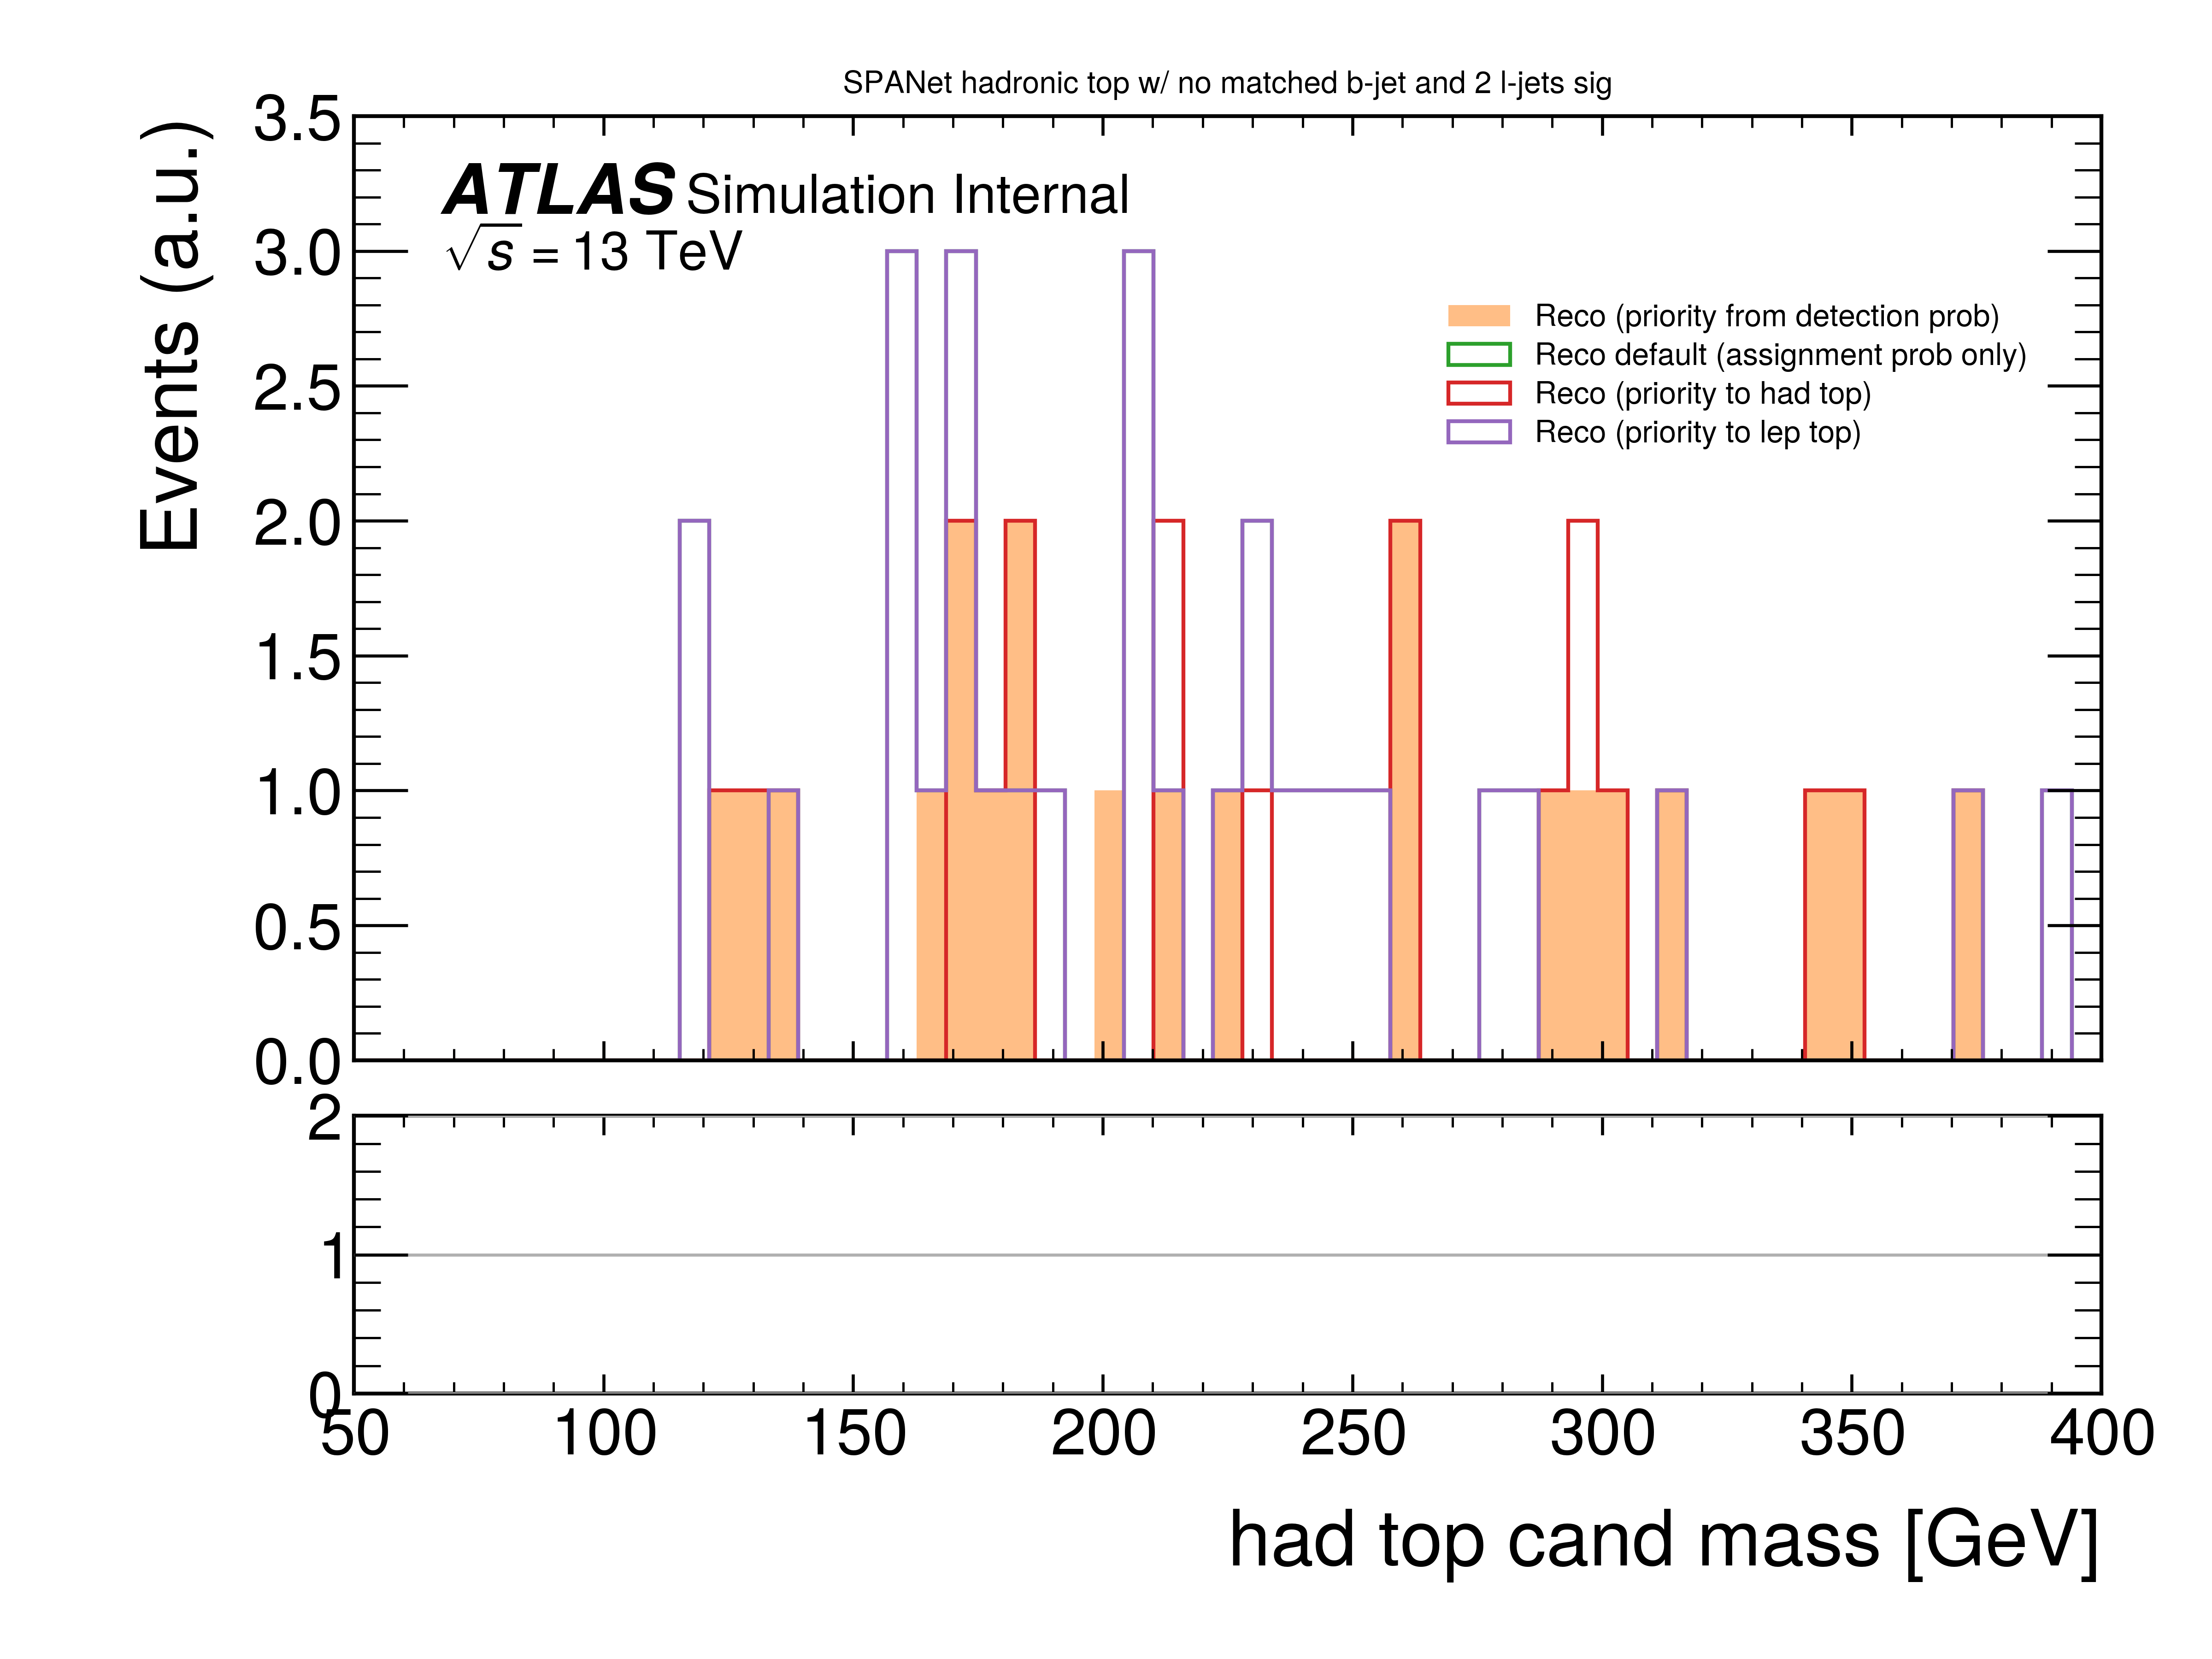 SPANet hadronic top w/ no matched b-jet and 2 l-jets sig
3.5
ATLAS Simulation Internal
√s = 13 TeV
3.0
Events (a.u.)
Reco (priority from detection prob)
Reco default (assignment prob only)
Reco (priority to had top)
Reco (priority to lep top)
2.5
2.0
1.5
1.0
0.5
0.0
2
1
0
50 100 150 200 250 300 350 400
had top cand mass [GeV]